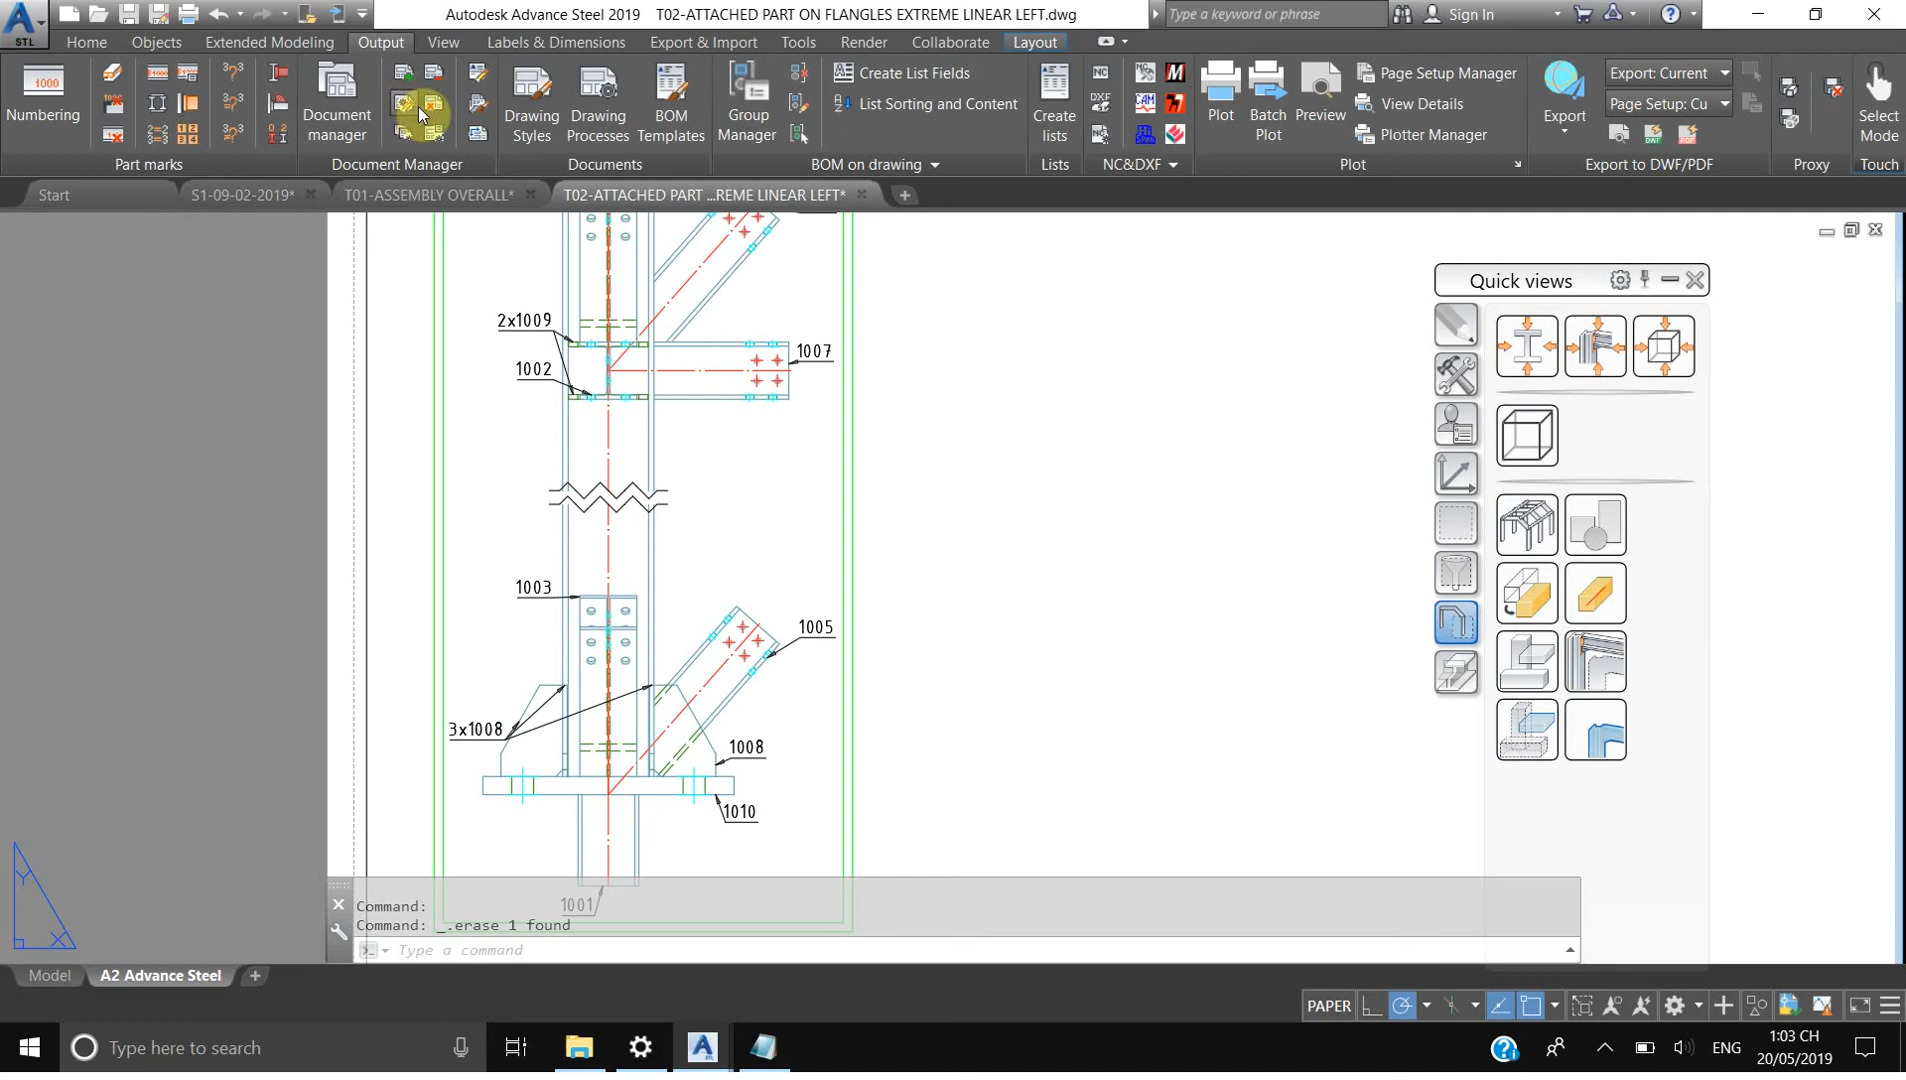 Autodesk Advance Steel 2019 T02-ATTACHED PART ON FLANGLES EXTREME LINEAR LEFT.dwg
Type a keyword or phrase
Sign In
STL
Home
Objects
Extended Modeling
Output
View
Labels & Dimensions
Export & Import
Tools
Render
Collaborate
Layout
Numbering
Part marks
Document manager
Document Manager
Drawing Styles
Drawing Processes
BOM Templates
Documents
Group Manager
Create List Fields
List Sorting and Content
BOM on drawing
Create lists
Lists
NC
DXF
CAM
NC&DXF
Plot
Batch Plot
Preview
Page Setup Manager
View Details
Plotter Manager
Plot
Export
Export: Current
Page Setup: Cu
Export to DWF/PDF
Proxy
Select Mode
Touch
Start
S1-09-02-2019*
T01-ASSEMBLY OVERALL*
T02-ATTACHED PART ...REME LINEAR LEFT*
Quick views
2x1009
1002
1007
1003
1005
3x1008
1008
1010
1001
Y
X
Command:
Command: _.erase 1 found
Type a command
Model
A2 Advance Steel
PAPER
Type here to search
ENG
1:03 CH
20/05/2019